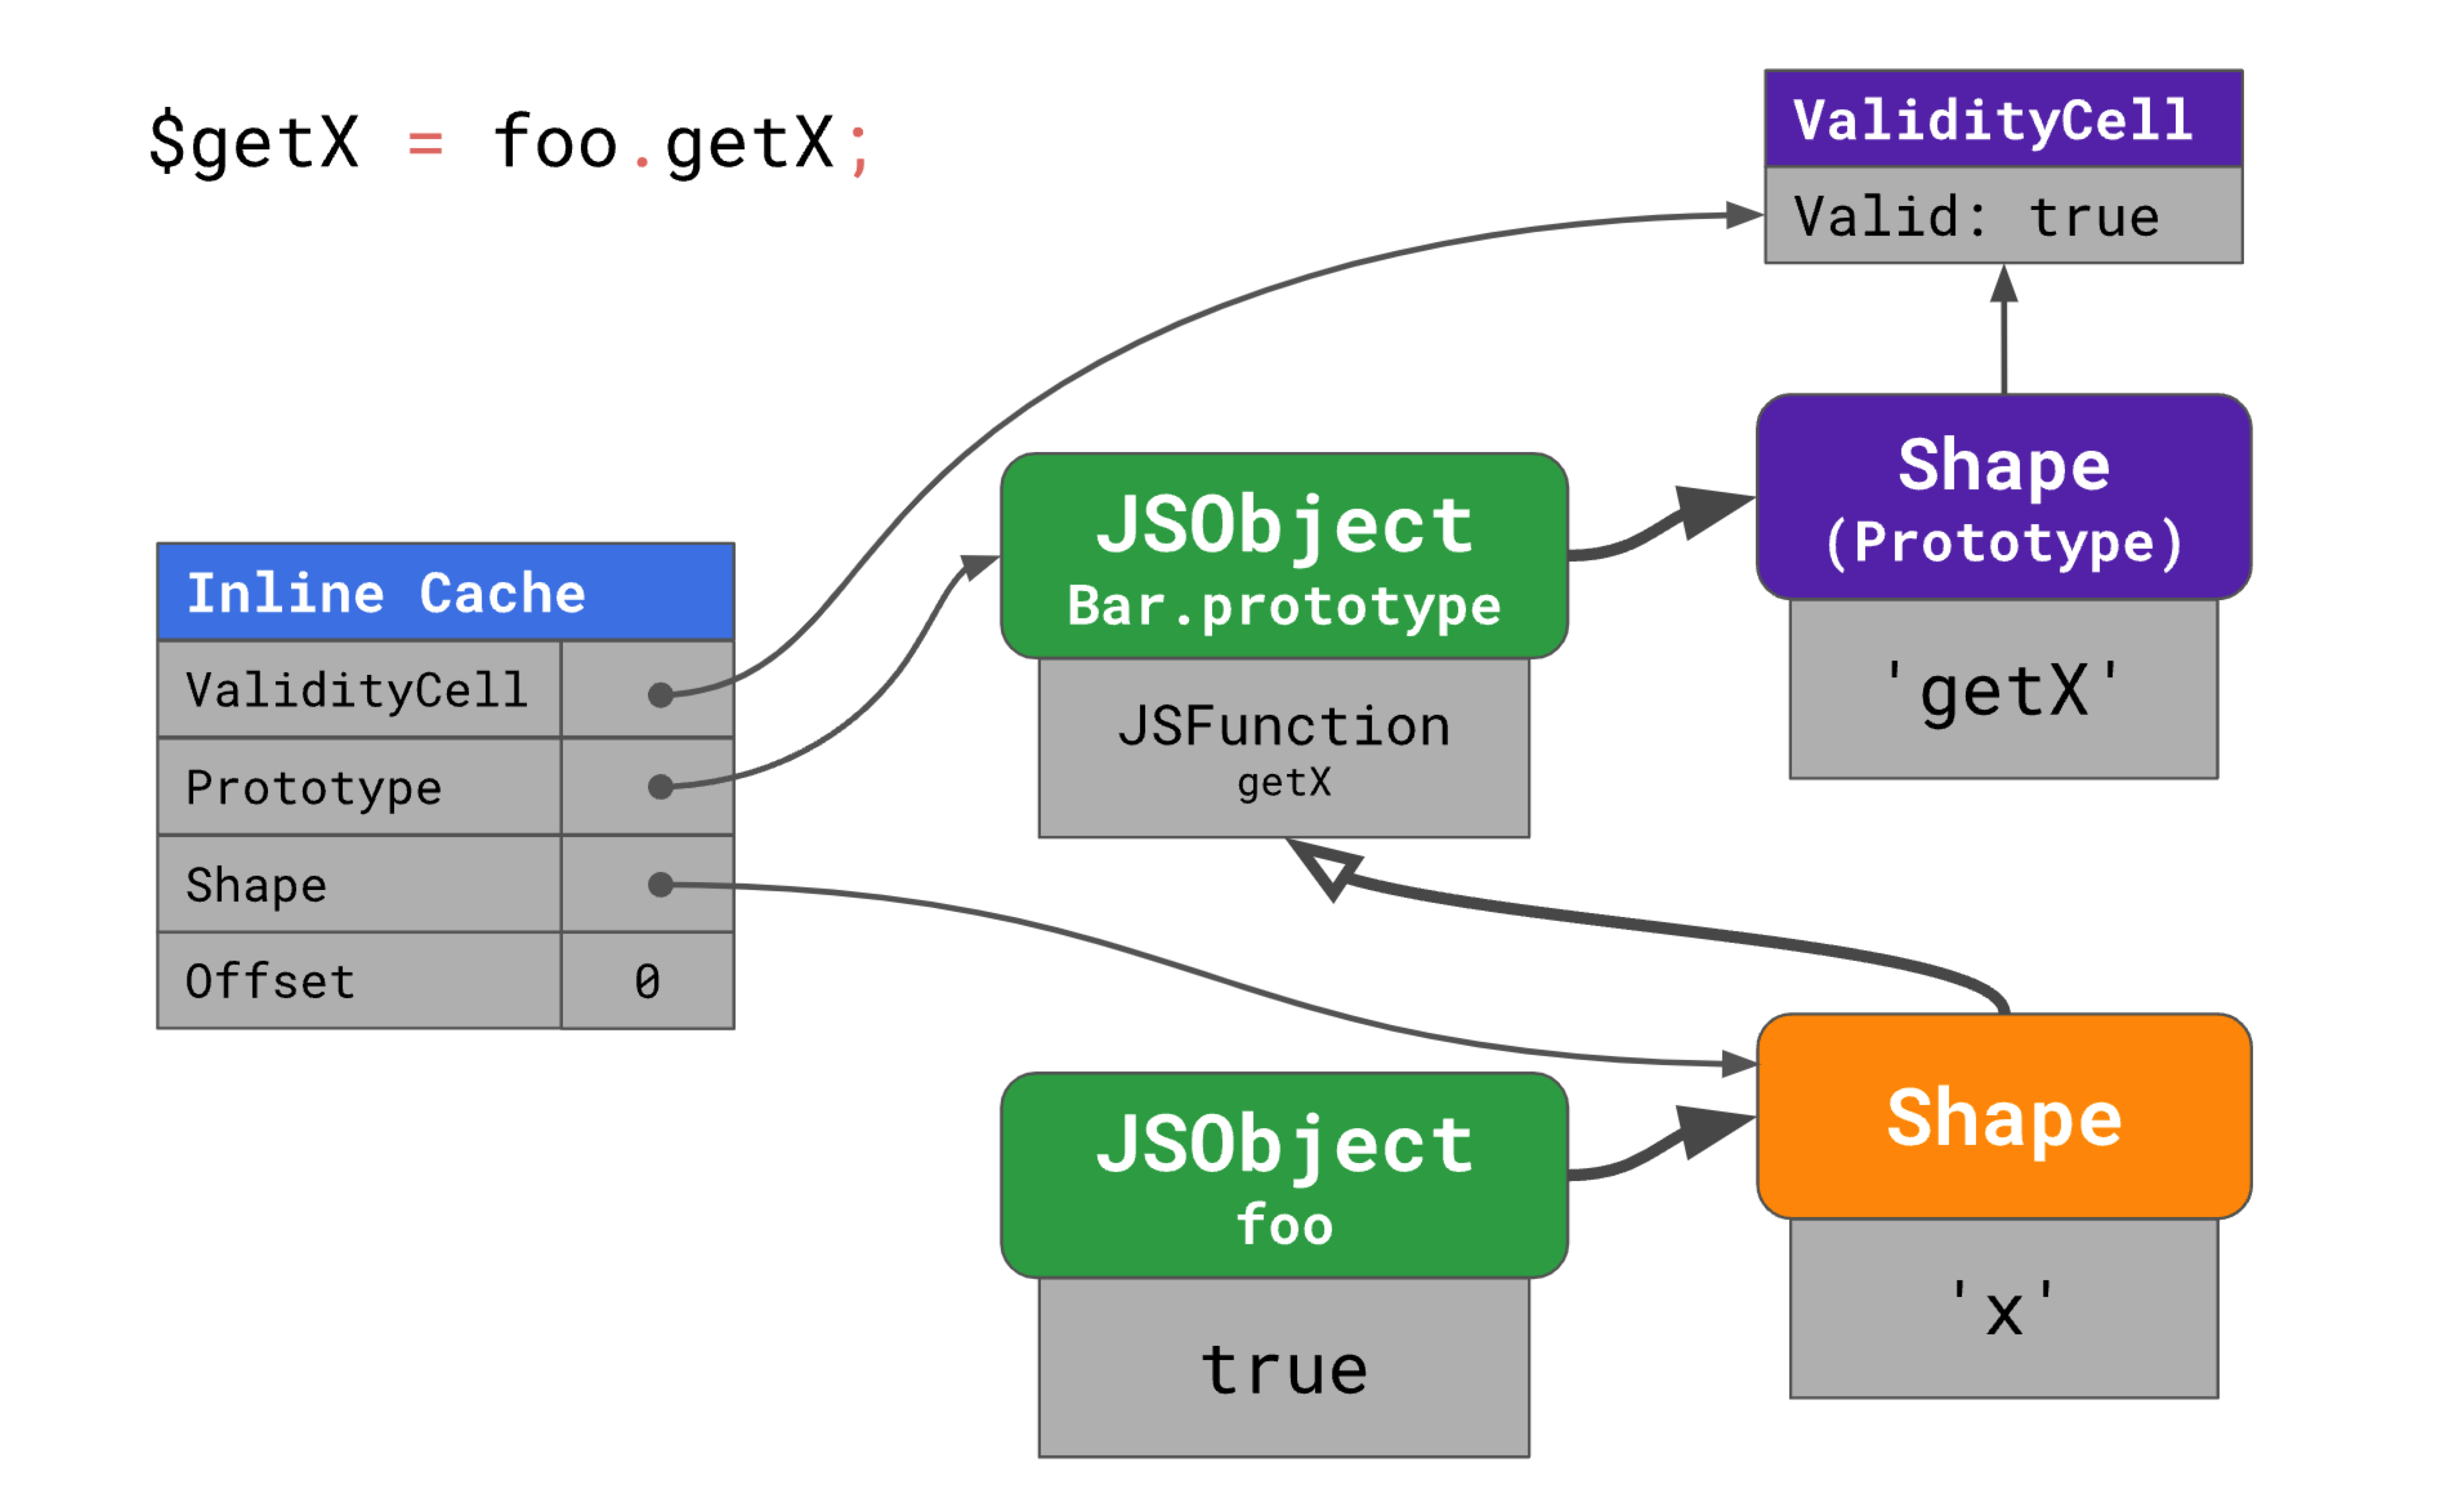 $getX = foo.getX;
ValidityCell
Valid: true
Shape
(Prototype)
'getX'
JSObject
Bar.prototype
JSFunction
getX
Inline Cache
ValidityCell
Prototype
Shape
Offset 0
JSObject
foo
true
Shape
'x'